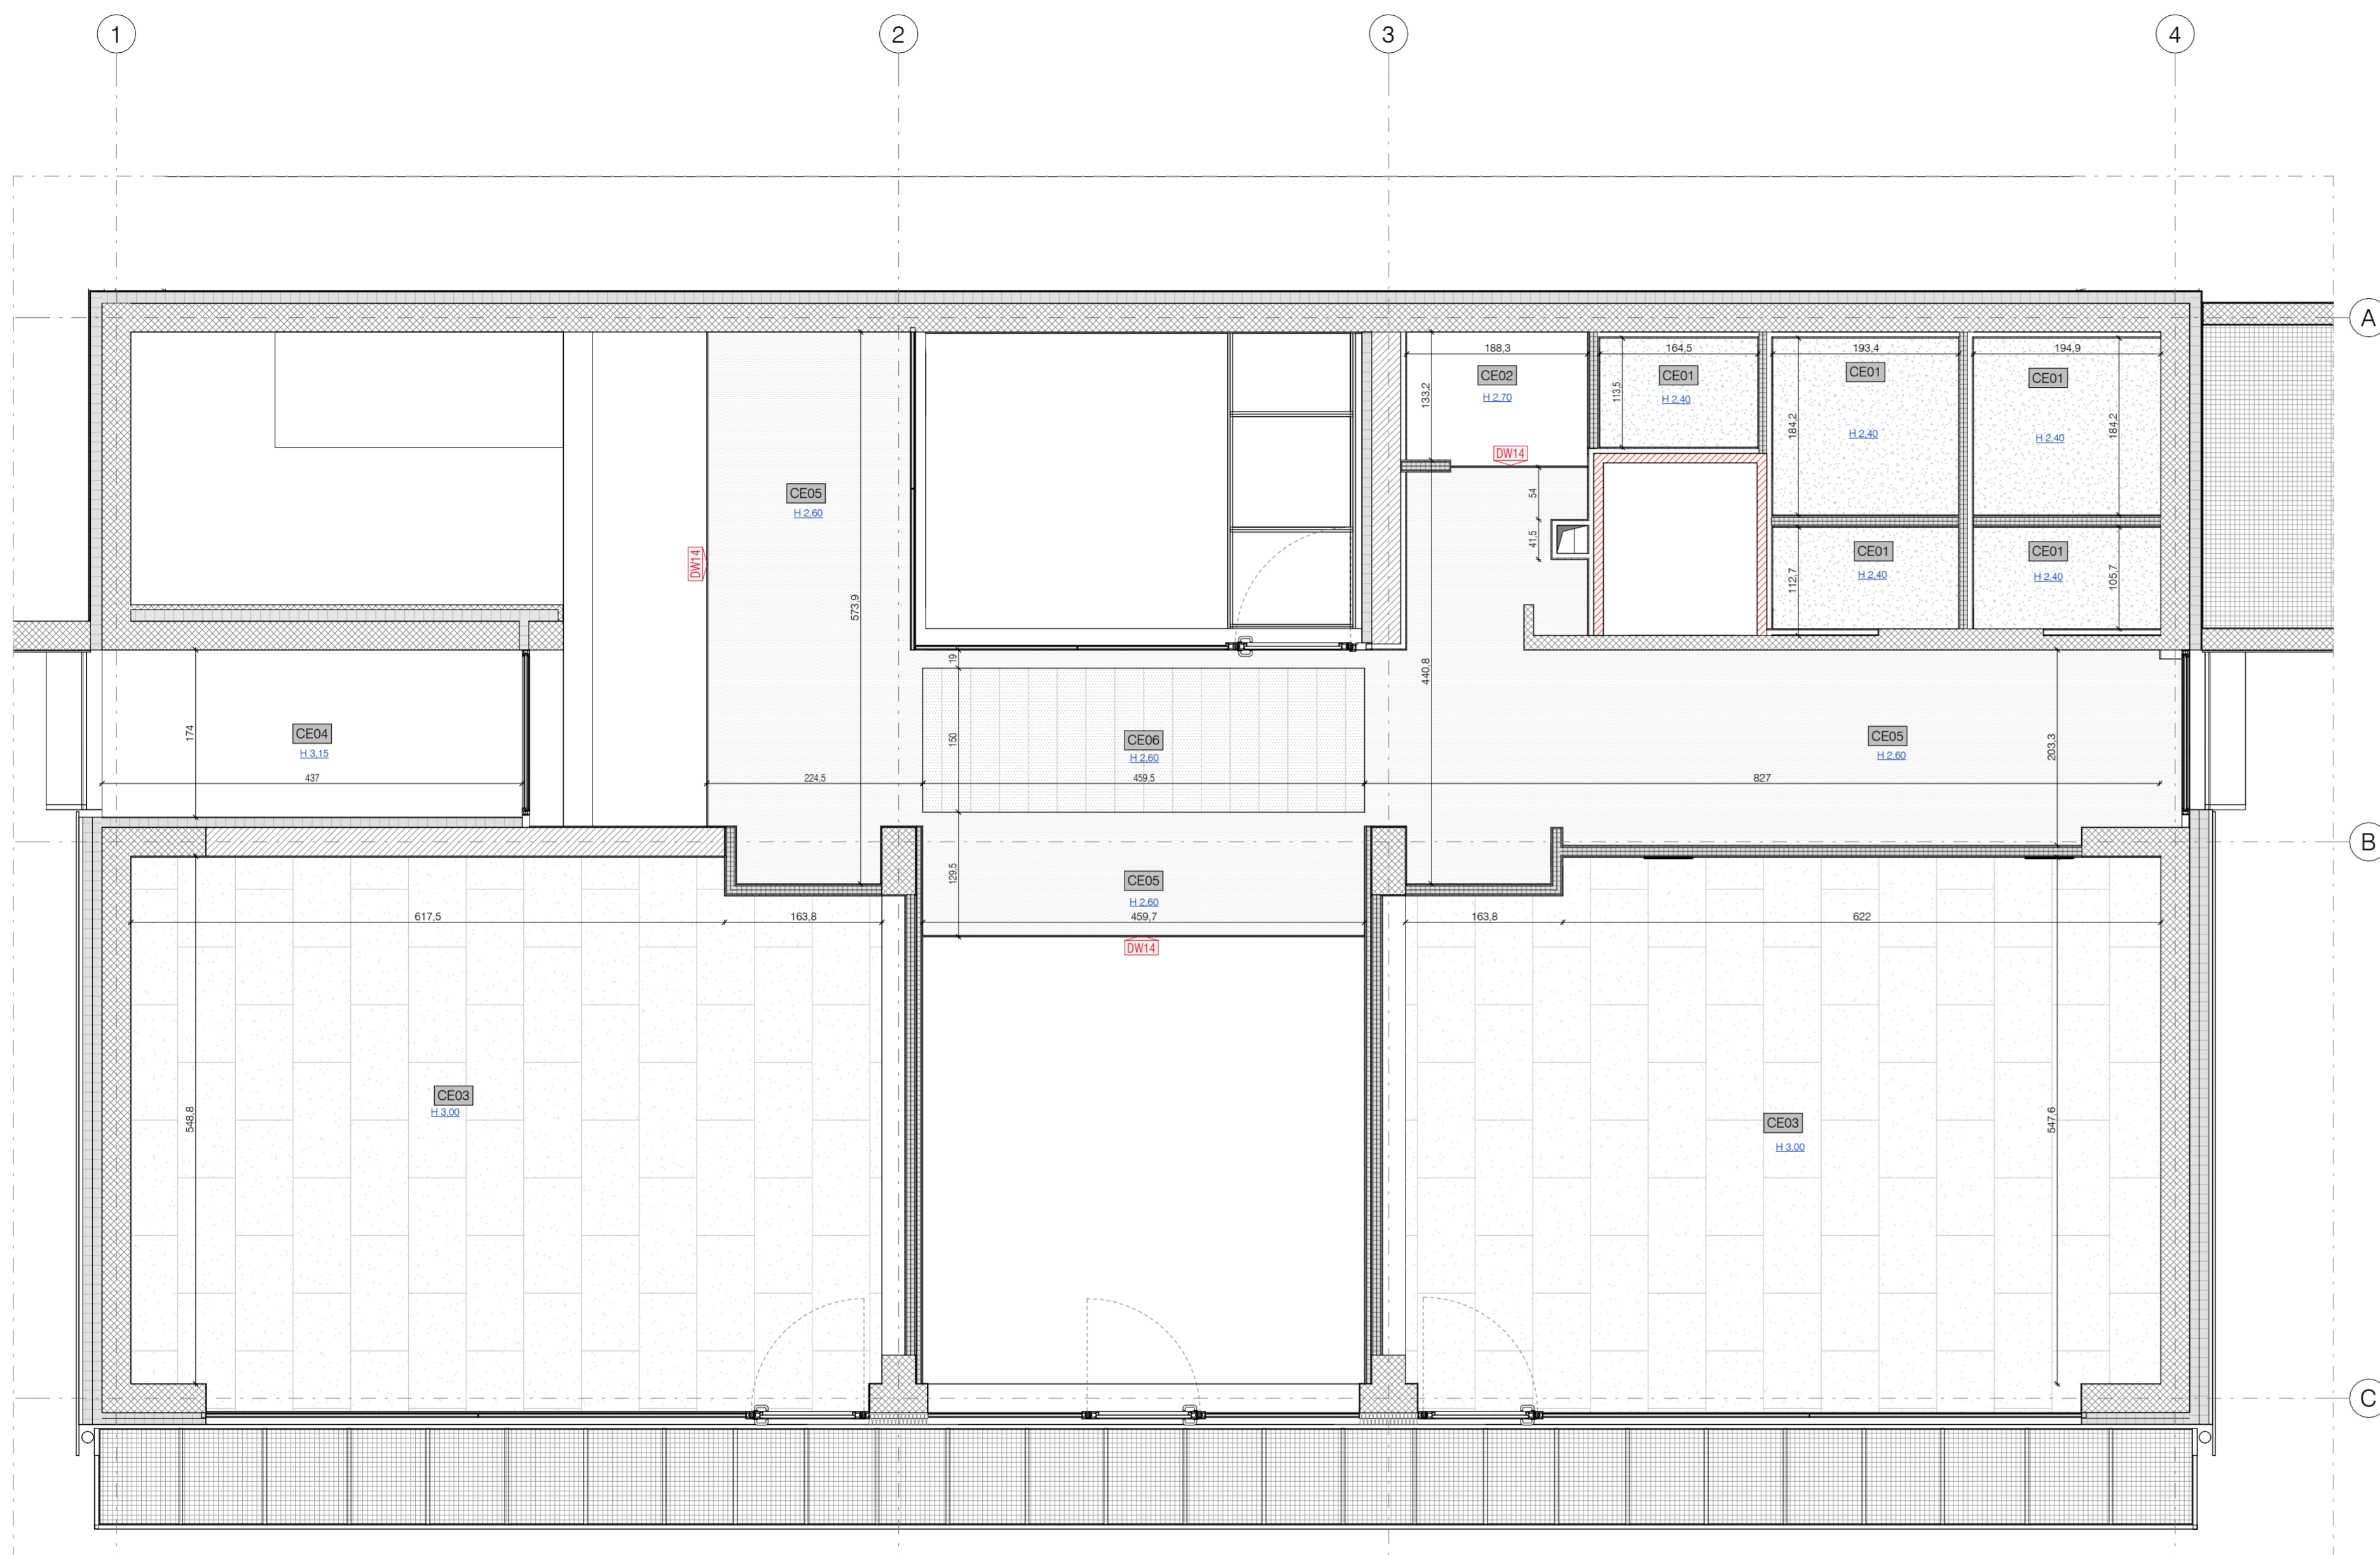 1
2
3
4
A
188,3
164,5
193,4
194,9
CE02
CE01
CE01
CE01
H 2,70
H 2,40
133,2
113,5
184,2
184,2
H 2,40
H 2,40
DW14
CE05
H 2,60
54
41,5
DW14
573,9
CE01
CE01
H 2,40
H 2,40
112,7
105,7
19
440,8
174
CE04
H 3,15
150
CE06
H 2,60
CE05
H 2,60
203,3
437
224,5
459,5
827
B
129,5
CE05
H 2,60
617,5
163,8
459,7
163,8
622
DW14
CE03
H 3,00
548,8
CE03
H 3,00
547,6
C